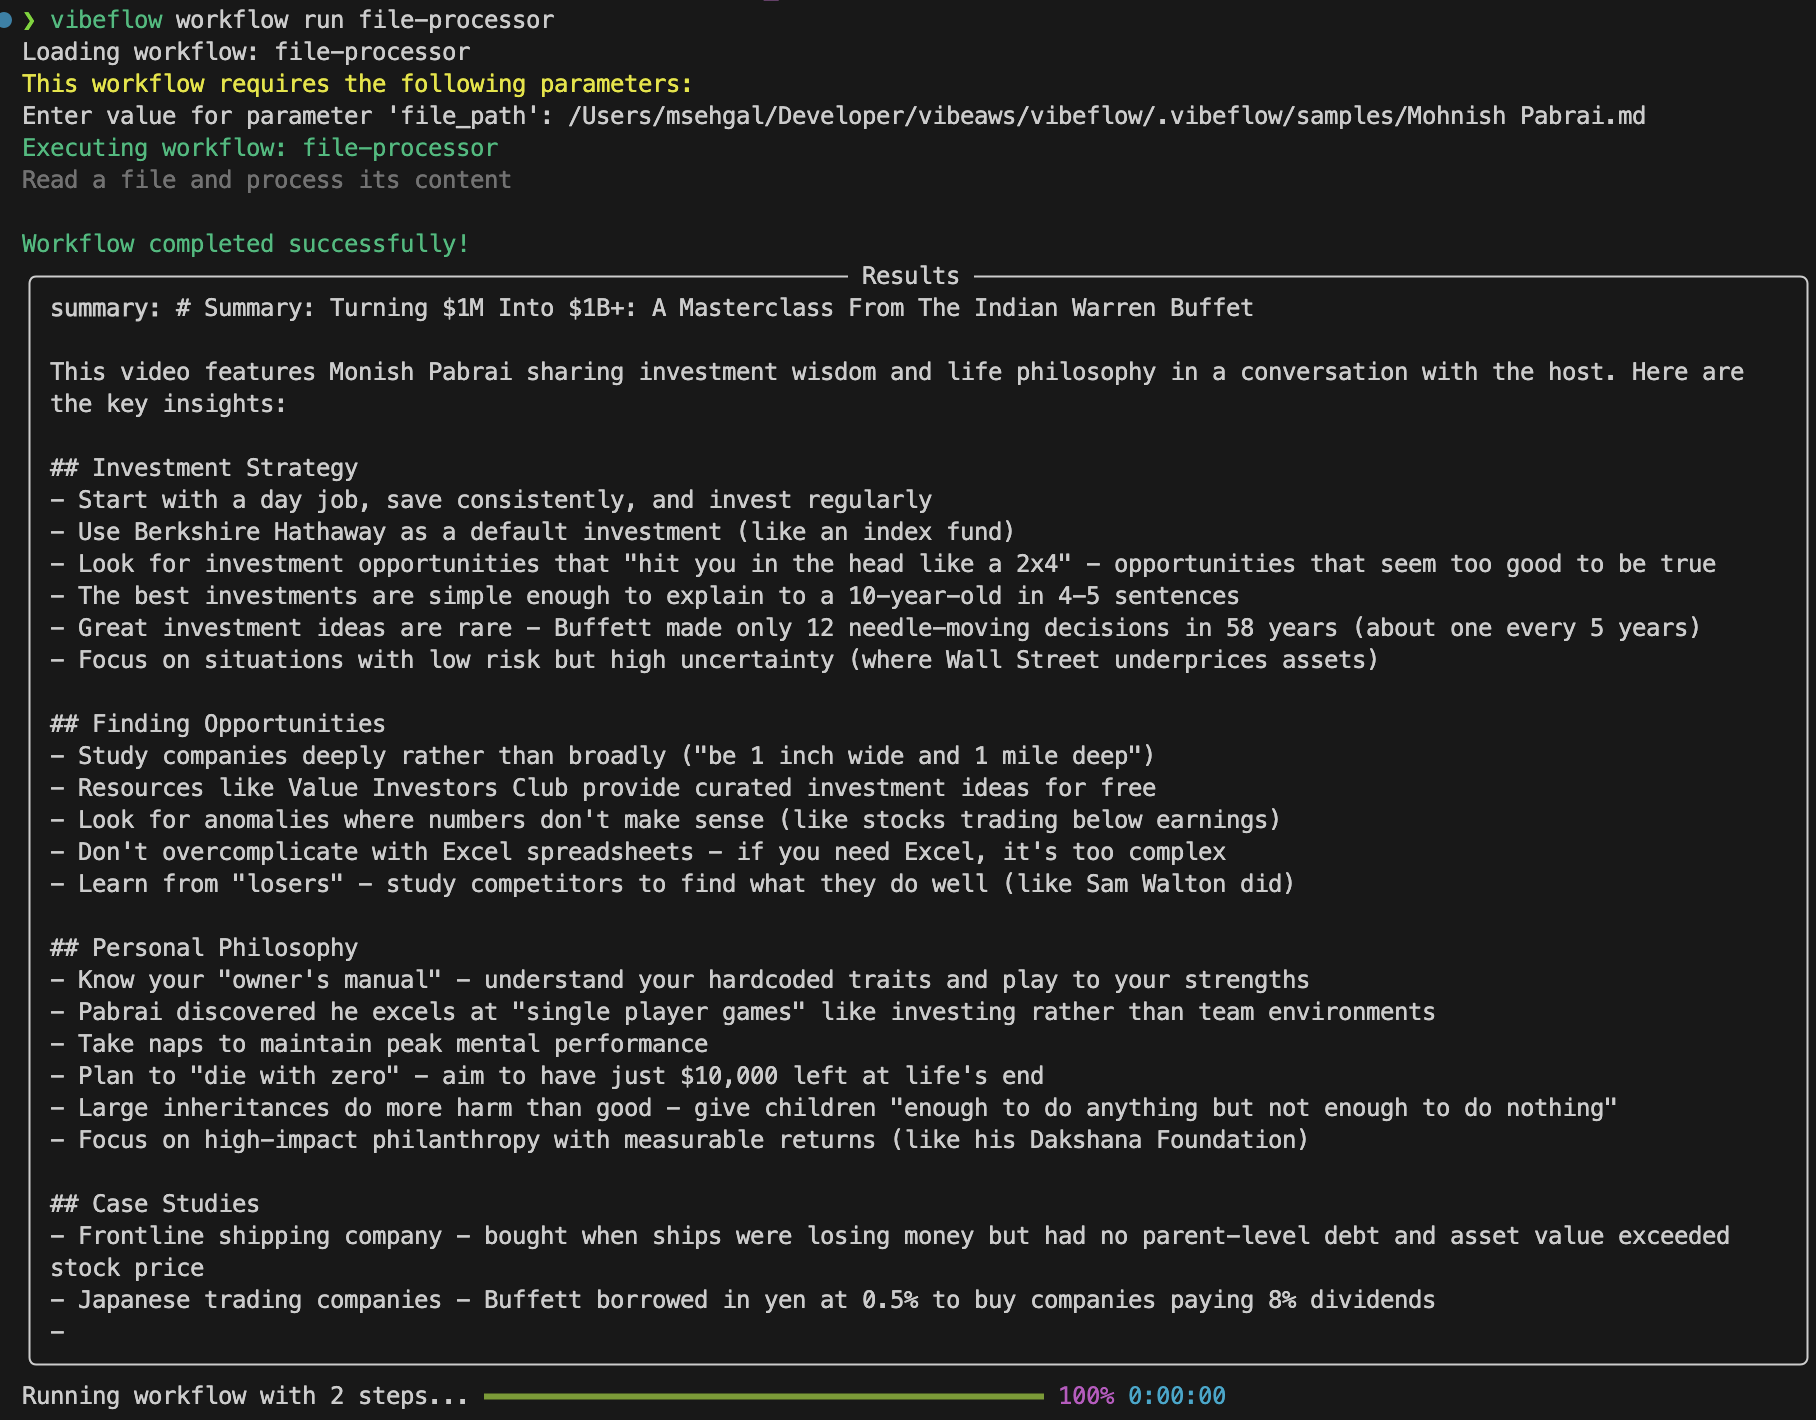 ❯ vibeflow workflow run file-processor
Loading workflow: file-processor
This workflow requires the following parameters:
Enter value for parameter 'file_path': /Users/msehgal/Developer/vibeaws/vibeflow/.vibeflow/samples/Mohnish Pabrai.md
Executing workflow: file-processor
Read a file and process its content
Workflow completed successfully!
Results
summary: # Summary: Turning $1M Into $1B+: A Masterclass From The Indian Warren Buffet
This video features Monish Pabrai sharing investment wisdom and life philosophy in a conversation with the host. Here are
the key insights:
## Investment Strategy
- Start with a day job, save consistently, and invest regularly
- Use Berkshire Hathaway as a default investment (like an index fund)
- Look for investment opportunities that "hit you in the head like a 2x4" - opportunities that seem too good to be true
- The best investments are simple enough to explain to a 10-year-old in 4-5 sentences
- Great investment ideas are rare - Buffett made only 12 needle-moving decisions in 58 years (about one every 5 years)
- Focus on situations with low risk but high uncertainty (where Wall Street underprices assets)
## Finding Opportunities
- Study companies deeply rather than broadly ("be 1 inch wide and 1 mile deep")
- Resources like Value Investors Club provide curated investment ideas for free
- Look for anomalies where numbers don't make sense (like stocks trading below earnings)
- Don't overcomplicate with Excel spreadsheets - if you need Excel, it's too complex
- Learn from "losers" - study competitors to find what they do well (like Sam Walton did)
## Personal Philosophy
- Know your "owner's manual" - understand your hardcoded traits and play to your strengths
- Pabrai discovered he excels at "single player games" like investing rather than team environments
- Take naps to maintain peak mental performance
- Plan to "die with zero" - aim to have just $10,000 left at life's end
- Large inheritances do more harm than good - give children "enough to do anything but not enough to do nothing"
- Focus on high-impact philanthropy with measurable returns (like his Dakshana Foundation)
## Case Studies
- Frontline shipping company - bought when ships were losing money but had no parent-level debt and asset value exceeded
stock price
- Japanese trading companies - Buffett borrowed in yen at 0.5% to buy companies paying 8% dividends
-
Running workflow with 2 steps... 100% 0:00:00